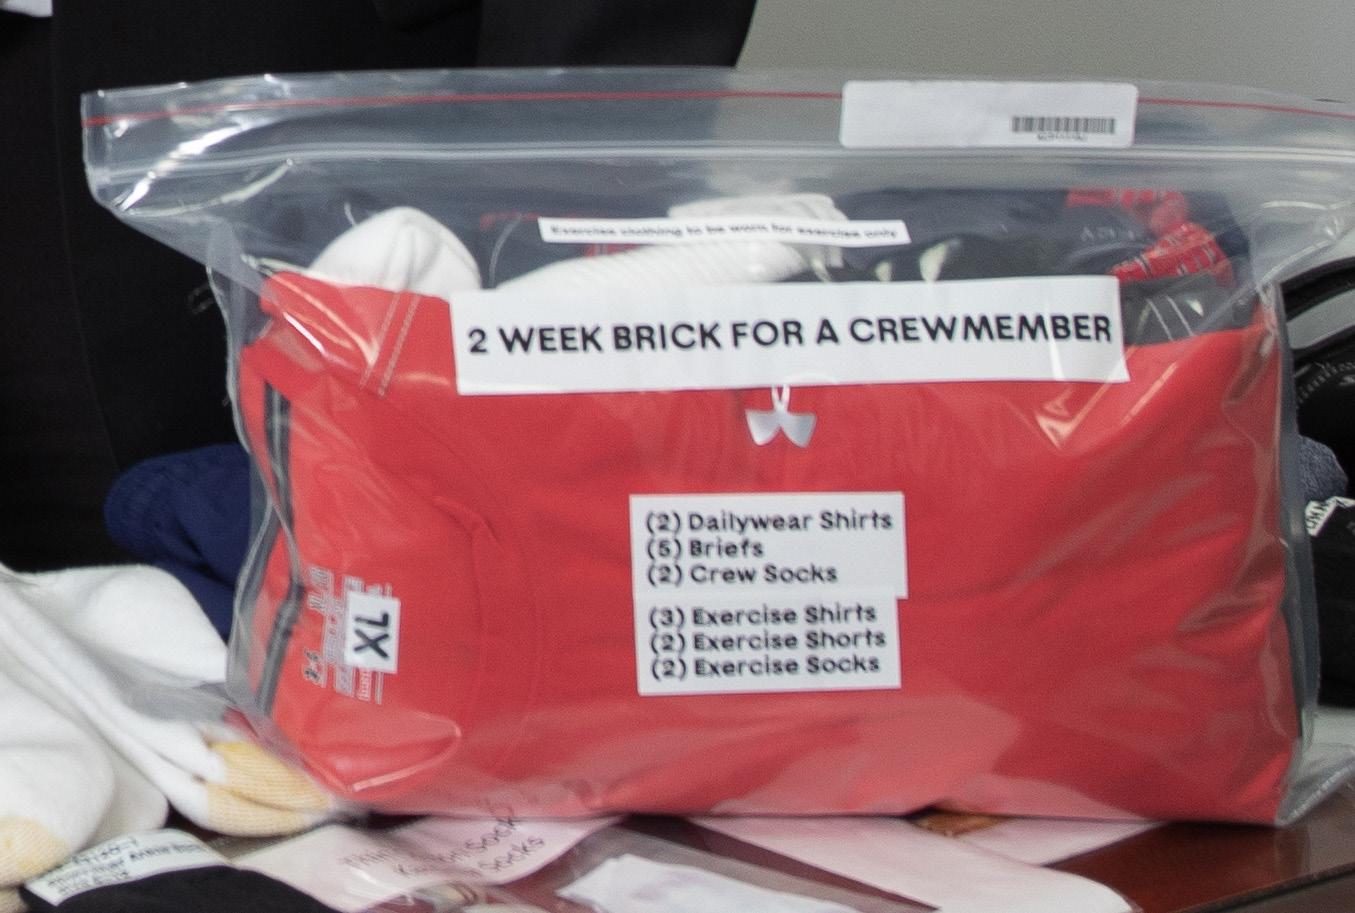 Exercise clothing to be worn for exercise only
2 WEEK BRICK FOR A CREWMEMBER
(2) Dailywear Shirts
(5) Briefs
(2) Crew Socks
(3) Exercise Shirts
(2) Exercise Shorts
(2) Exercise Socks
XL
Socks